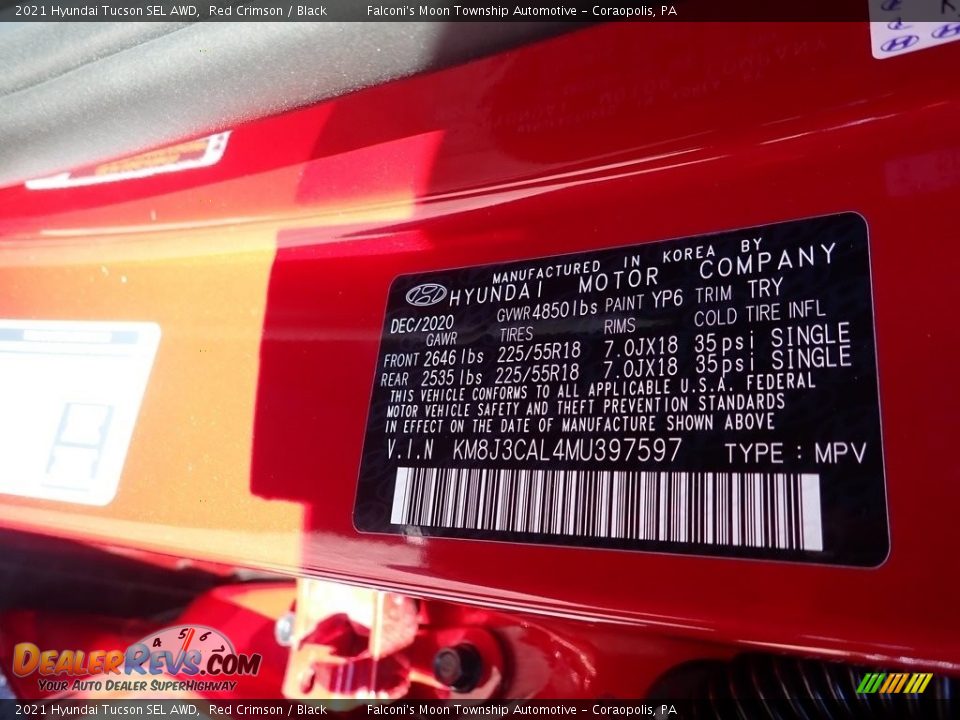 2021 Hyundai Tucson SEL AWD, Red Crimson / Black Falconi's Moon Township Automotive - Coraopolis, PA
MANUFACTURED IN KOREA BY
HYUNDAI MOTOR COMPANY
DEC/2020 GVWR 4850lbs PAINT YP6 TRIM TRY
GAWR TIRES RIMS COLD TIRE INFL
FRONT 2646 lbs 225/55R18 7.0JX18 35psi SINGLE
REAR 2535 lbs 225/55R18 7.0JX18 35psi SINGLE
THIS VEHICLE CONFORMS TO ALL APPLICABLE U.S.A. FEDERAL
MOTOR VEHICLE SAFETY AND THEFT PREVENTION STANDARDS
IN EFFECT ON THE DATE OF MANUFACTURE SHOWN ABOVE
V.I.N KM8J3CAL4MU397597 TYPE : MPV
4 5 6
DEALERREVS.COM
YOUR AUTO DEALER SUPERHIGHWAY
2021 Hyundai Tucson SEL AWD, Red Crimson / Black Falconi's Moon Township Automotive - Coraopolis, PA